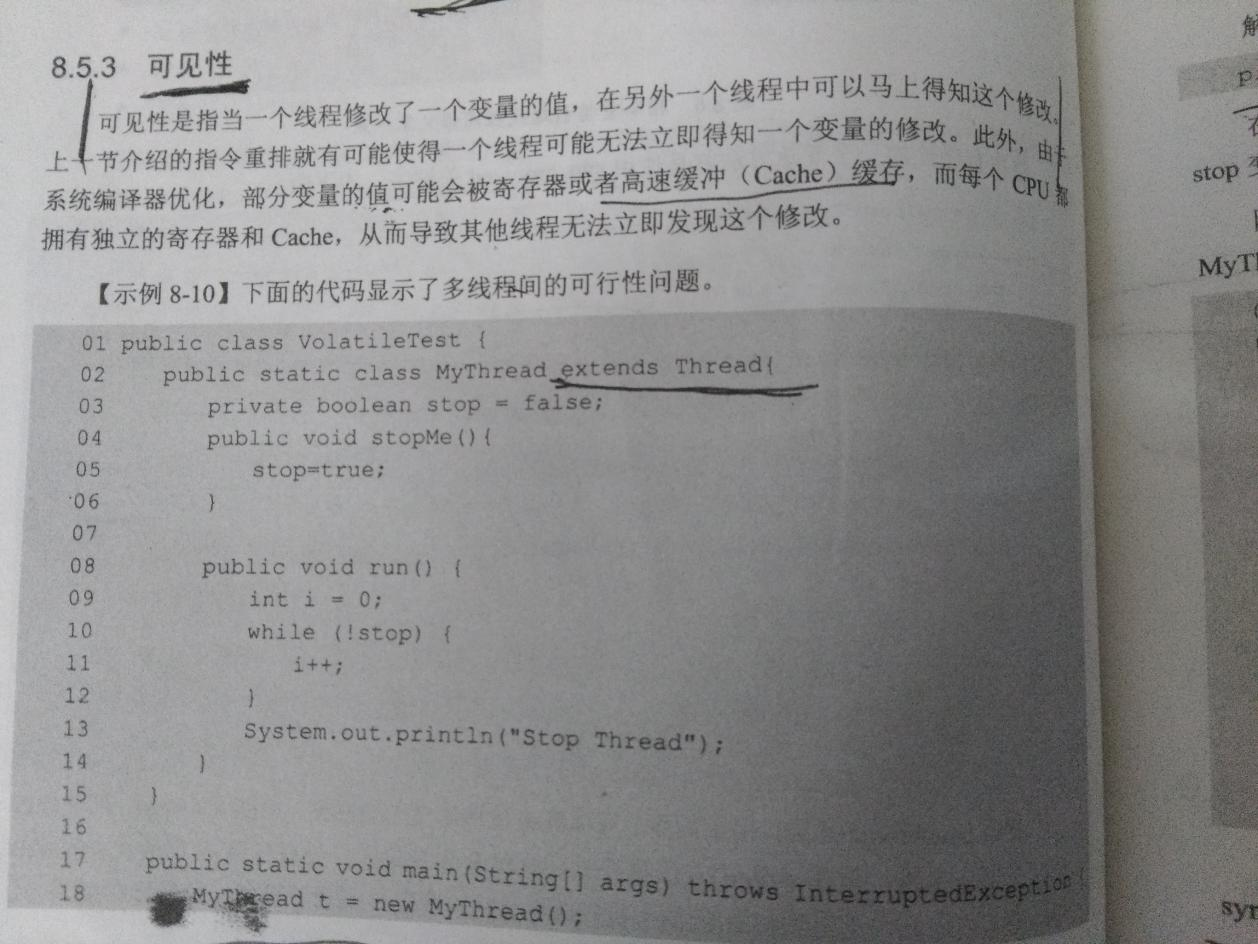 8.5.3 可见性
可见性是指当一个线程修改了一个变量的值，在另外一个线程中可以马上得知这个修改。
上一节介绍的指令重排就有可能使得一个线程可能无法立即得知一个变量的修改。此外，由于
系统编译器优化，部分变量的值可能会被寄存器或者高速缓冲（Cache）缓存，而每个 CPU 都
拥有独立的寄存器和 Cache，从而导致其他线程无法立即发现这个修改。
【示例 8-10】下面的代码显示了多线程间的可行性问题。
01 public class VolatileTest {
02 public static class MyThread extends Thread{
03 private boolean stop = false;
04 public void stopMe(){
05 stop=true;
06 }
07
08 public void run() {
09 int i = 0;
10 while (!stop) {
11 i++;
12 }
13 System.out.println("Stop Thread");
14 }
15 }
16
17 public static void main(String[] args) throws InterruptedException{
18 MyThread t = new MyThread();
stop
MyTh